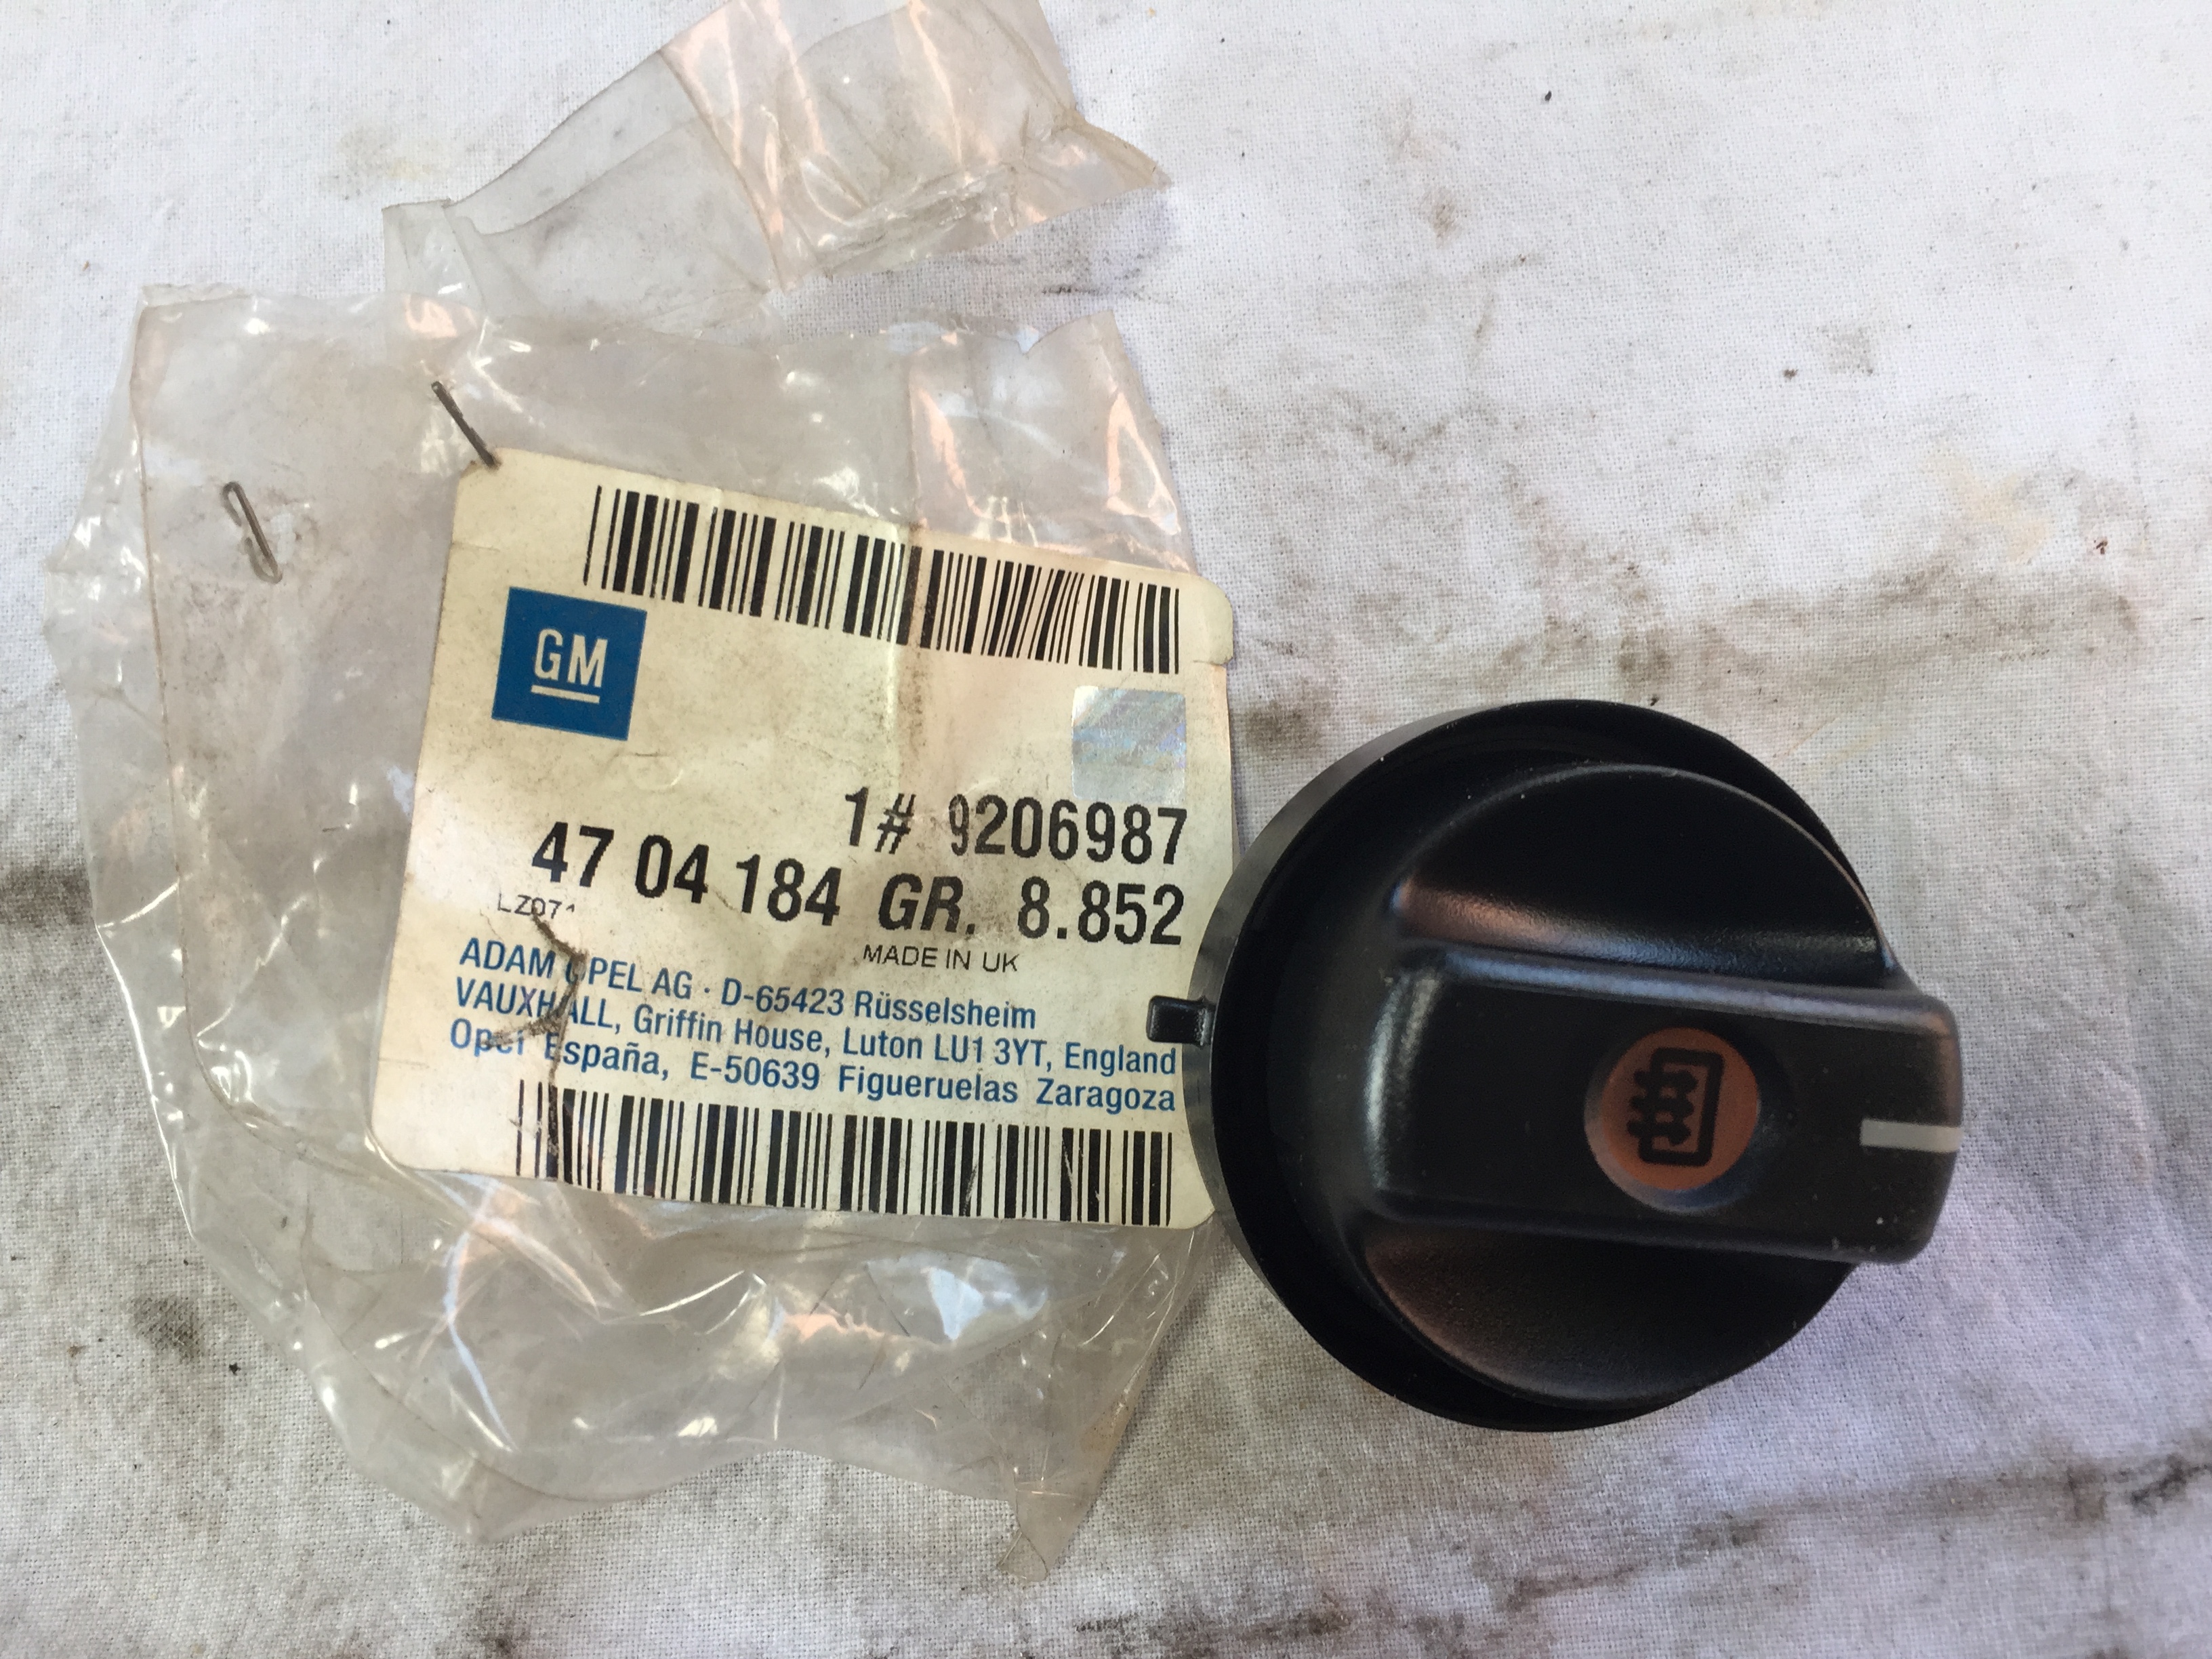 GM
1# 9206987
47 04 184 GR. 8.852
MADE IN UK
ADAM OPEL AG · D-65423 Rüsselsheim
VAUXHALL, Griffin House, Luton LU1 3YT, England
Opel España, E-50639 Figueruelas Zaragoza